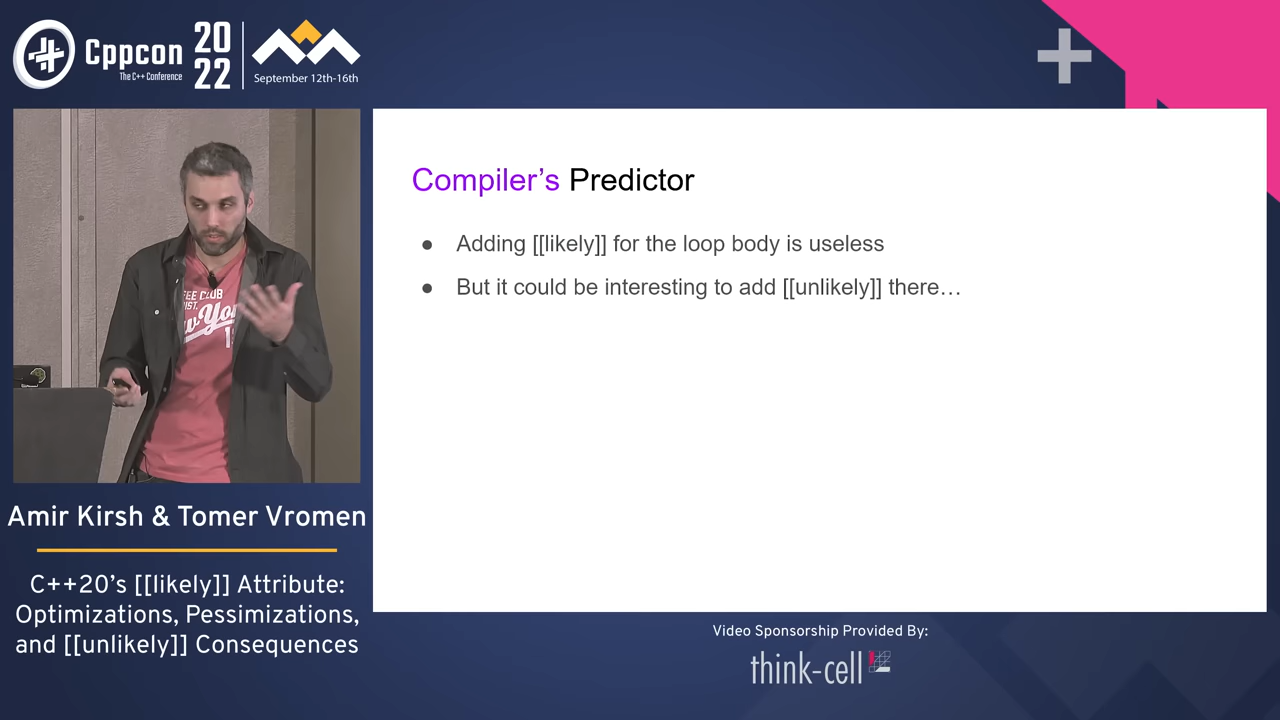 Cppcon
The C++ Conference
20
22
September 12th-16th
Compiler's Predictor
● Adding [[likely]] for the loop body is useless
● But it could be interesting to add [[unlikely]] there…
Amir Kirsh & Tomer Vromen
C++20's [[likely]] Attribute:
Optimizations, Pessimizations,
and [[unlikely]] Consequences
Video Sponsorship Provided By:
think-cell